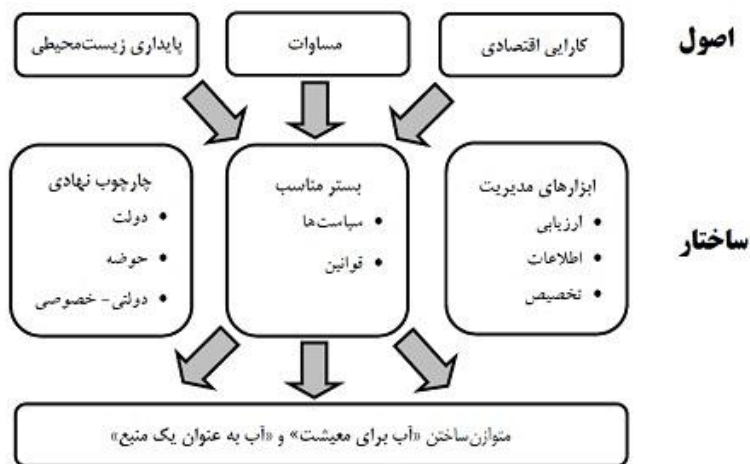 اصول
کارایی اقتصادی
مساوات
پایداری زیست‌محیطی
ساختار
ابزارهای مدیریت
• ارزیابی
• اطلاعات
• تخصیص
بستر مناسب
• سیاست‌ها
• قوانین
چارچوب نهادی
• دولت
• حوضه
• دولتی- خصوصی
متوازن‌ساختن «آب برای معیشت» و «آب به عنوان یک منبع»